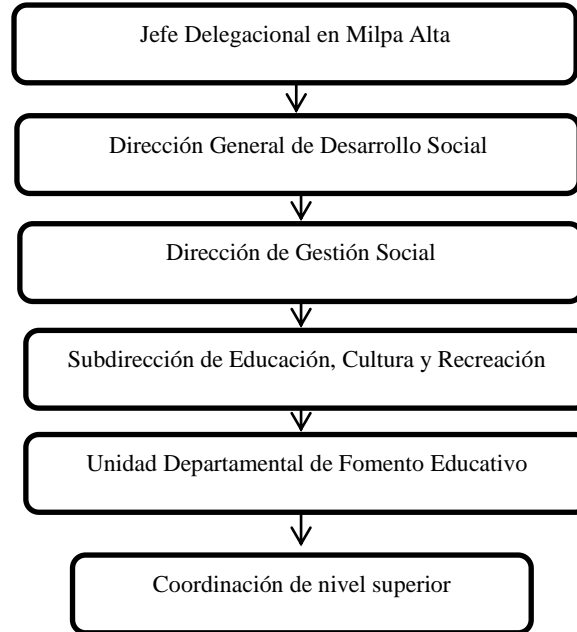 Jefe Delegacional en Milpa Alta
Dirección General de Desarrollo Social
Dirección de Gestión Social
Subdirección de Educación, Cultura y Recreación
Unidad Departamental de Fomento Educativo
Coordinación de nivel superior